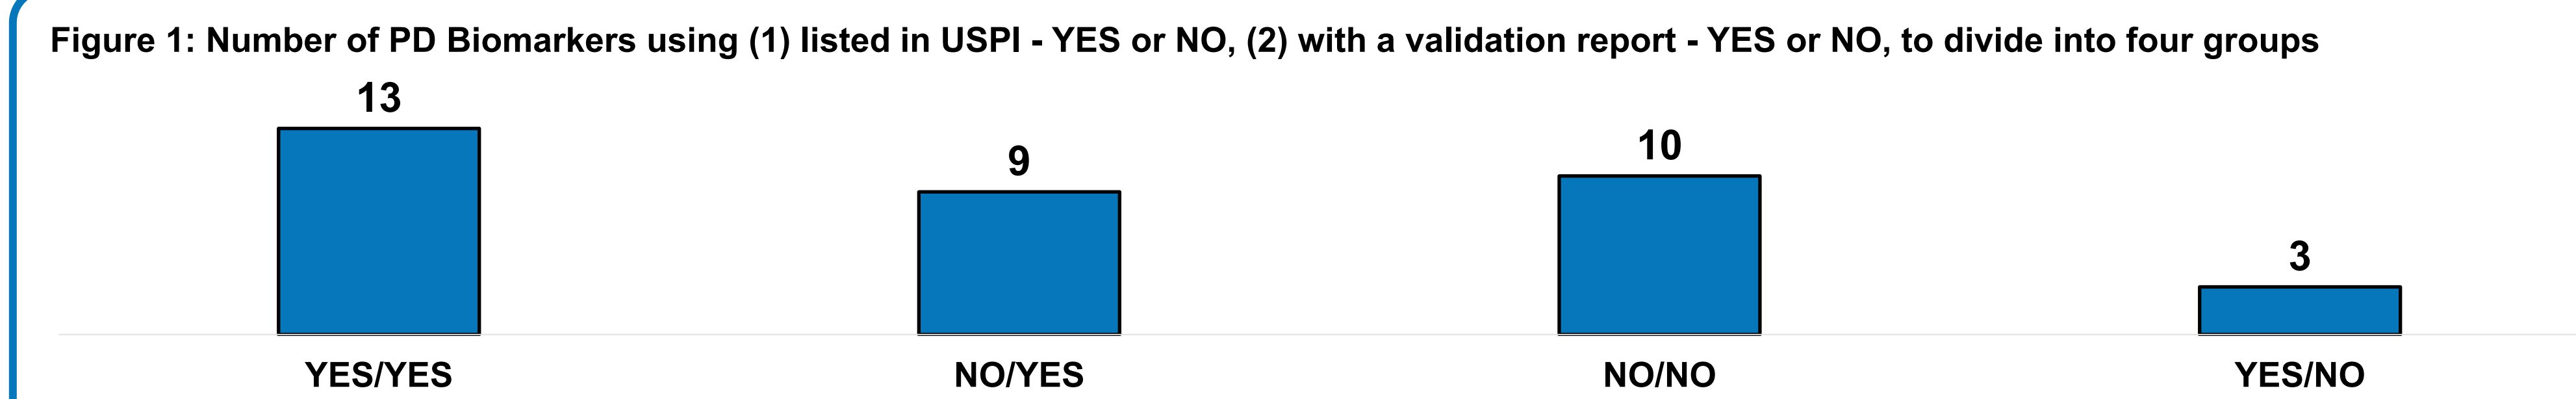 Figure 1: Number of PD Biomarkers using (1) listed in USPI - YES or NO, (2) with a validation report - YES or NO, to divide into four groups
13
9
10
3
YES/YES
NO/YES
NO/NO
YES/NO